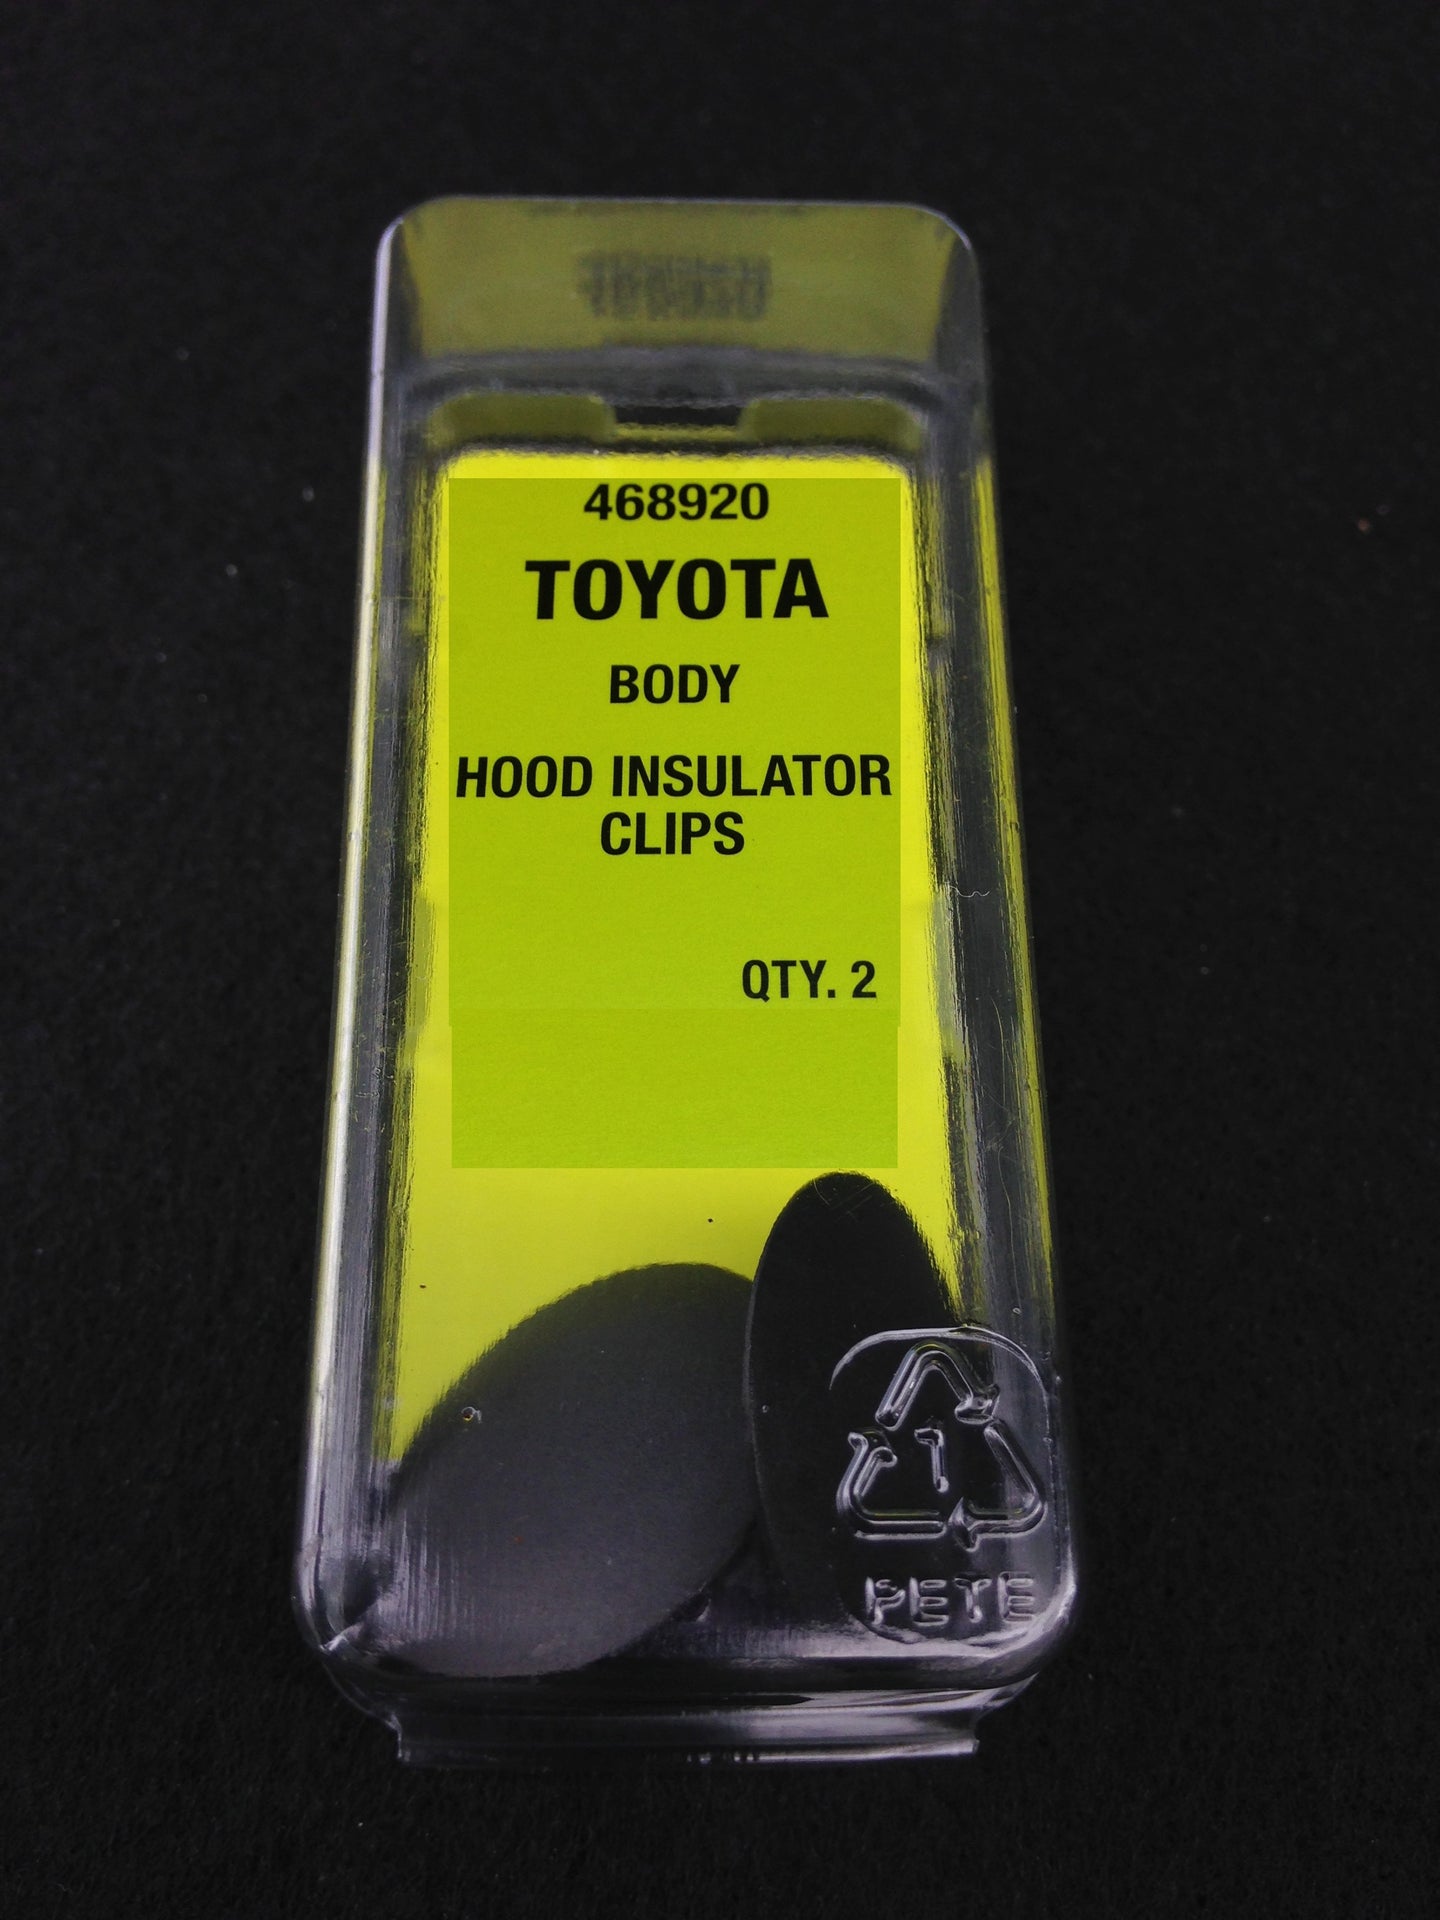 468920
TOYOTA
BODY
HOOD INSULATOR
CLIPS
QTY. 2
1
PETE